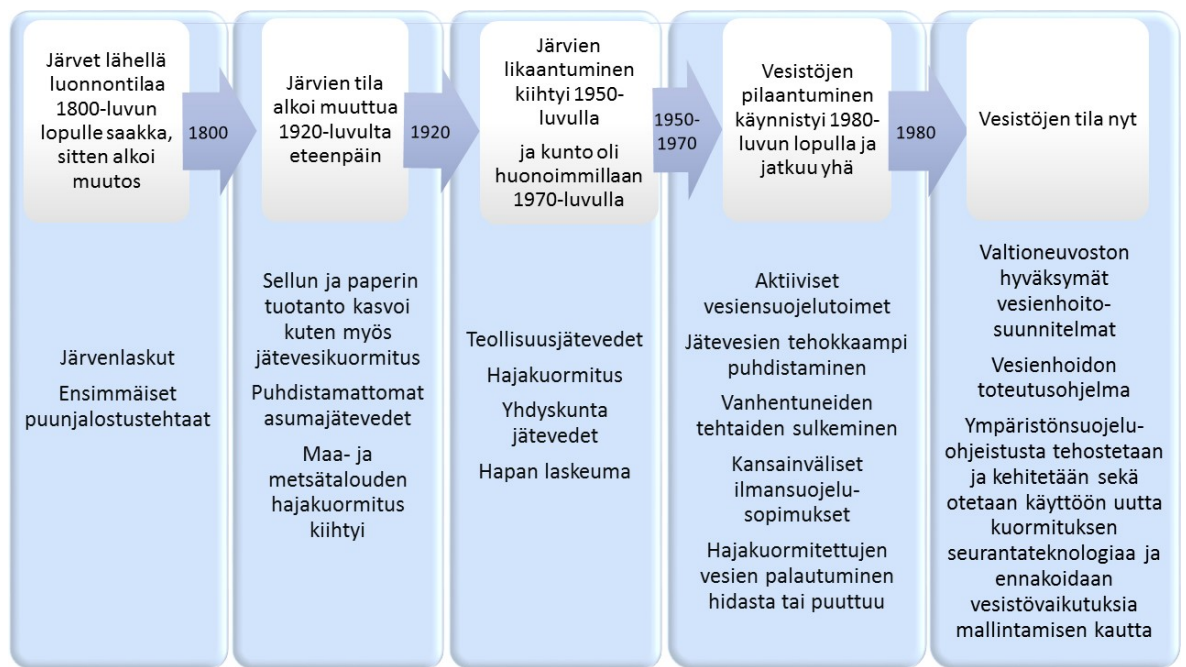 Järvet lähellä
luonnontilaa
1800-luvun
lopulle saakka,
sitten alkoi
muutos
1800
Järvenlaskut
Ensimmäiset
puunjalostustehtaat
Järvien tila
alkoi muuttua
1920-luvulta
eteenpäin
1920
Sellun ja paperin
tuotanto kasvoi
kuten myös
jätevesikuormitus
Puhdistamattomat
asumajätevedet
Maa- ja
metsätalouden
hajakuormitus
kiihtyi
Järvien
likaantuminen
kiihtyi 1950-
luvulla
ja kunto oli
huonoimmillaan
1970-luvulla
1950-
1970
Teollisuusjätevedet
Hajakuormitus
Yhdyskunta
jätevedet
Hapan laskeuma
Vesistöjen
pilaantuminen
käynnistyi 1980-
luvun lopulla ja
jatkuu yhä
1980
Aktiiviset
vesiensuojelutoimet
Jätevesien tehokkaampi
puhdistaminen
Vanhentuneiden
tehtaiden sulkeminen
Kansainväliset
ilmansuojelu-
sopimukset
Hajakuormitettujen
vesien palautuminen
hidasta tai puuttuu
Vesistöjen tila nyt
Valtioneuvoston
hyväksymät
vesienhoito-
suunnitelmat
Vesienhoidon
toteutusohjelma
Ympäristönsuojelu-
ohjeistusta tehostetaan
ja kehitetään sekä
otetaan käyttöön uutta
kuormituksen
seurantateknologiaa ja
ennakoidaan
vesistövaikutuksia
mallintamisen kautta